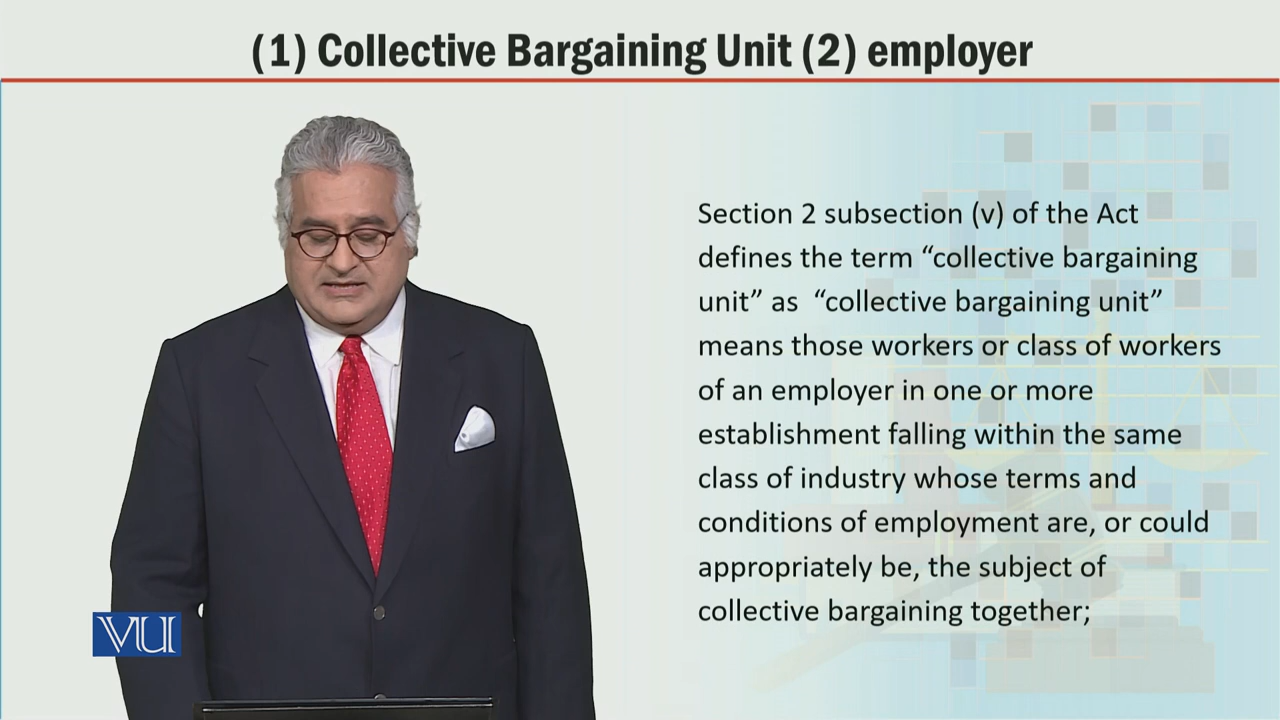 (1) Collective Bargaining Unit (2) employer
Section 2 subsection (v) of the Act
defines the term “collective bargaining
unit” as “collective bargaining unit”
means those workers or class of workers
of an employer in one or more
establishment falling within the same
class of industry whose terms and
conditions of employment are, or could
appropriately be, the subject of
collective bargaining together;
VU